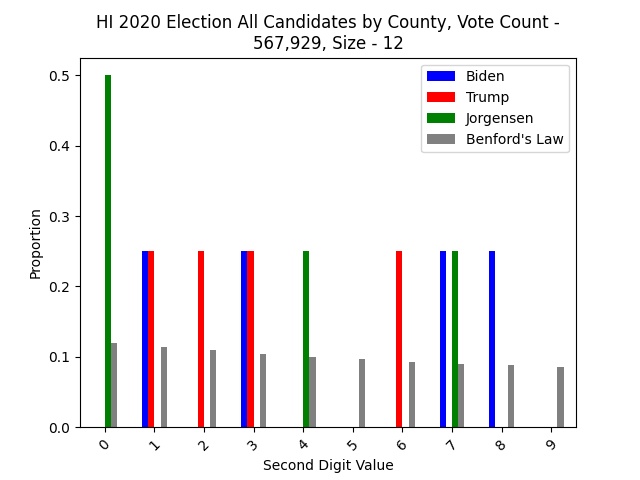 HI 2020 Election All Candidates by County, Vote Count -
567,929, Size - 12
Biden
Trump
Jorgensen
Benford's Law
Proportion
0.5
0.4
0.3
0.2
0.1
0.0
0 1 2 3 4 5 6 7 8 9
Second Digit Value